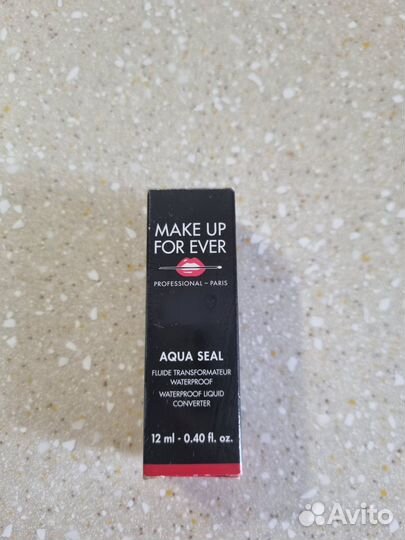 MAKE UP
FOR EVER
PROFESSIONAL – PARIS
AQUA SEAL
FLUIDE TRANSFORMATEUR
WATERPROOF
WATERPROOF LIQUID
CONVERTER
12 ml - 0.40 fl. oz.
Avito